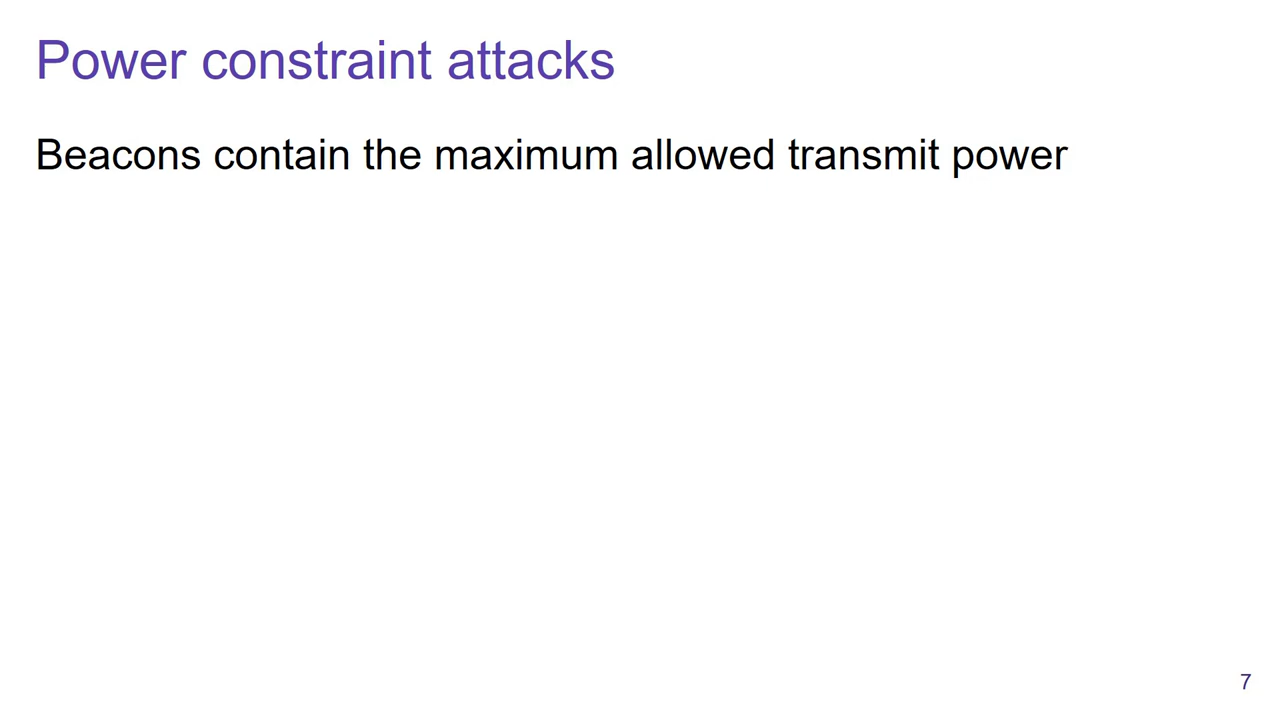 Power constraint attacks
Beacons contain the maximum allowed transmit power
7